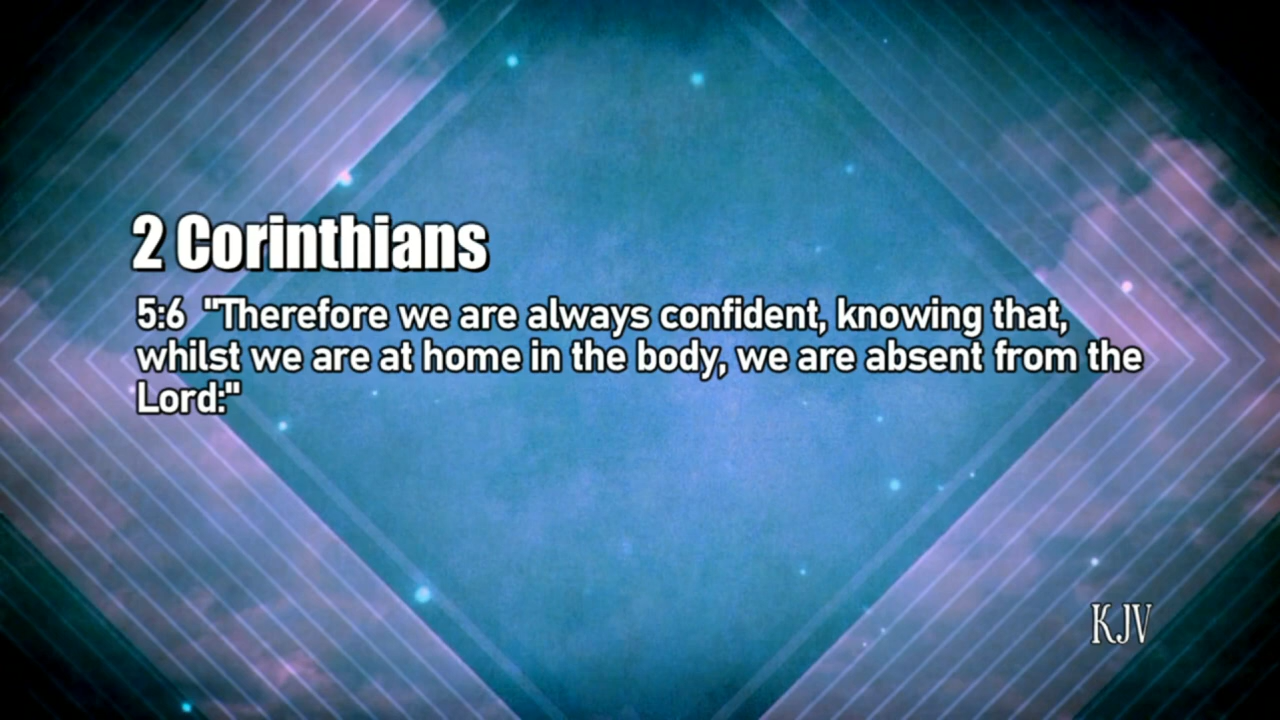 2 Corinthians
5:6 "Therefore we are always confident, knowing that,
whilst we are at home in the body, we are absent from the
Lord:"
KJV